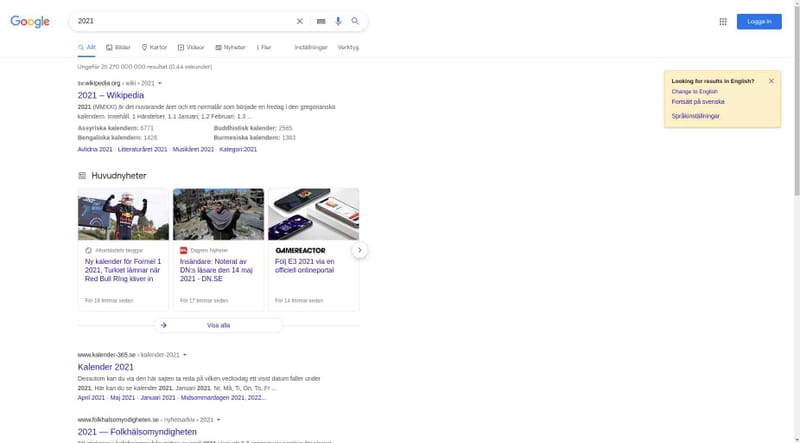 Google
2021
Logga in
Allt Bilder Kartor Videor Nyheter Fler Inställningar Verktyg
Ungefär 25 270 000 000 resultat (0,44 sekunder)
Looking for results in English?
Change to English
Fortsätt på svenska
Språkinställningar
sv.wikipedia.org › wiki › 2021
2021 – Wikipedia
2021 (MMXXI) är det nuvarande året och ett normalår som började en fredag i den gregorianska
kalendern. Innehåll. 1 Händelser. 1.1 Januari; 1.2 Februari; 1.3 ...
Assyriska kalendern: 6771 Buddhistisk kalender: 2565
Bengaliska kalendern: 1428 Burmesiska kalendern: 1383
Avlidna 2021 · Litteraturåret 2021 · Musikåret 2021 · Kategori:2021
Huvudnyheter
Aftonbladets bloggar
Ny kalender för Formel 1
2021, Turkiet lämnar när
Red Bull Ring kliver in
För 18 timmar sedan
Dagens Nyheter
Insändare: Noterat av
DN:s läsare den 14 maj
2021 - DN.SE
För 17 timmar sedan
GAMEREACTOR
Följ E3 2021 via en
officiell onlineportal
För 14 timmar sedan
Visa alla
www.kalender-365.se › kalender-2021
Kalender 2021
Dessutom kan du via den här sajten ta reda på vilken veckodag ett visst datum faller under
2021. Här kan du se kalender 2021. Januari 2021. Nr, Må, Ti, On, To, Fr ...
April 2021 · Maj 2021 · Januari 2021 · Midsommardagen 2021, 2022...
www.folkhalsomyndigheten.se › nyhetsarkiv › 2021
2021 — Folkhälsomyndigheten